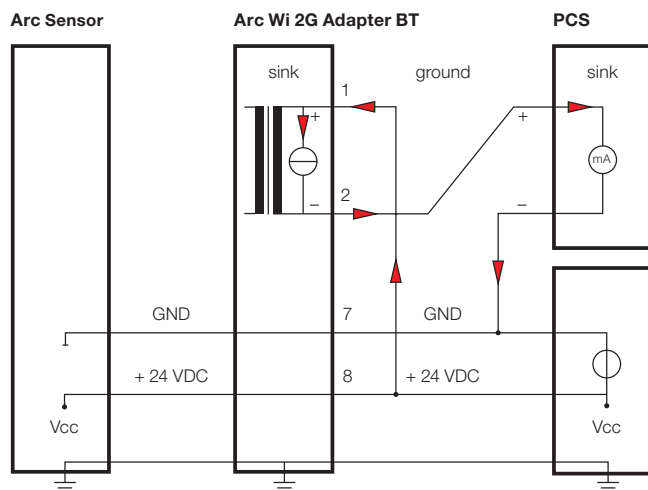 Arc Sensor Arc Wi 2G Adapter BT PCS
sink ground sink
1
+ +
mA
2
– –
GND 7 GND
+ 24 VDC 8 + 24 VDC
Vcc Vcc